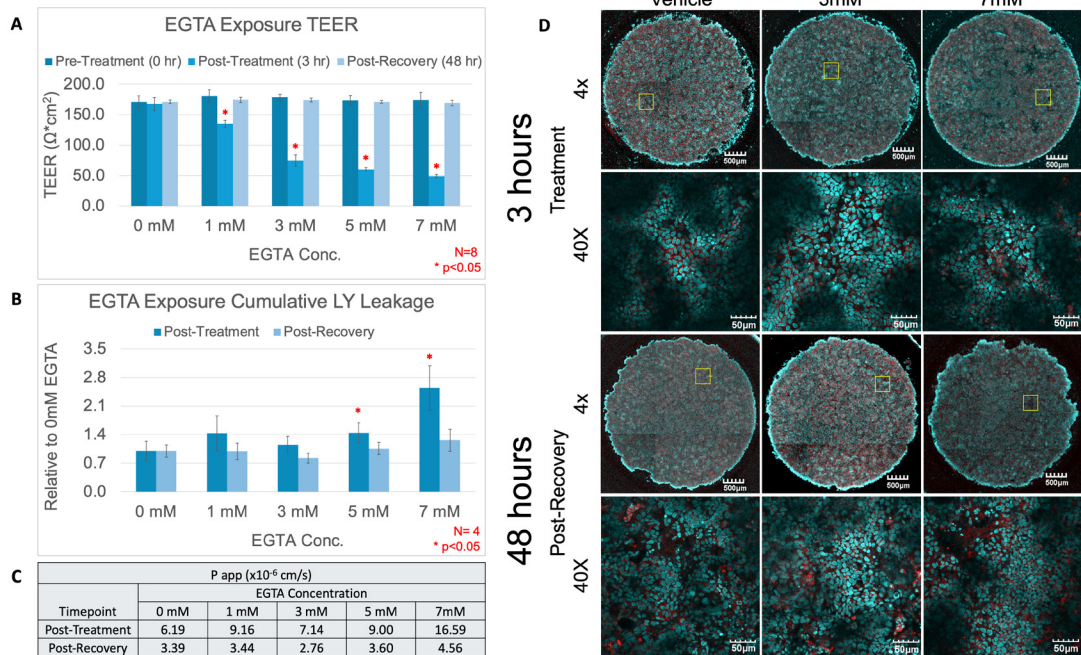 A
EGTA Exposure TEER
Pre-Treatment (0 hr) Post-Treatment (3 hr) Post-Recovery (48 hr)
TEER (Ω*cm2)
200.0
150.0
100.0
50.0
0.0
*
*
*
*
0 mM 1 mM 3 mM 5 mM 7 mM
EGTA Conc.
N=8
* p<0.05
B
EGTA Exposure Cumulative LY Leakage
Post-Treatment Post-Recovery
Relative to 0mM EGTA
3.5
2.8
2.1
1.4
0.7
0.0
*
*
0 mM 1 mM 3 mM 5 mM 7 mM
EGTA Conc.
N= 4
* p<0.05
C
P app (x10-6 cm/s)
EGTA Concentration
Timepoint 0 mM 1 mM 3 mM 5 mM 7mM
Post-Treatment 6.19 9.16 7.14 9.00 16.59
Post-Recovery 3.39 3.44 2.76 3.60 4.56
D
Vehicle 7mM
3 hours
Treatment
4x
500µm 500µm 500µm
40X
50µm 50µm 50µm
48 hours
Post-Recovery
4x
500µm 500µm 500µm
40X
50µm 50µm 50µm